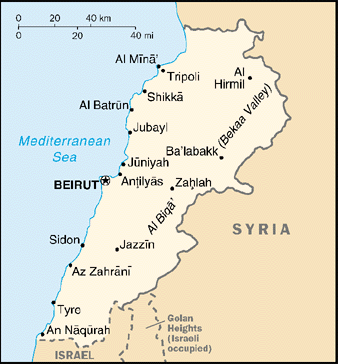 0 20 40 km
0 20 40 mi
Al Mīnā'
Tripoli
Al
Hirmil
Shikkā
Al Batrūn
(Bekaa Valley)
Jubayl
Mediterranean
Sea
Ba'labakk
Jūniyah
BEIRUT
Anţilyās
Zaḩlah
Al Biqā'
SYRIA
Sidon
Jazzīn
Az Zahrānī
Tyre
An Nāqūrah
Golan
Heights
(Israeli
occupied)
ISRAEL